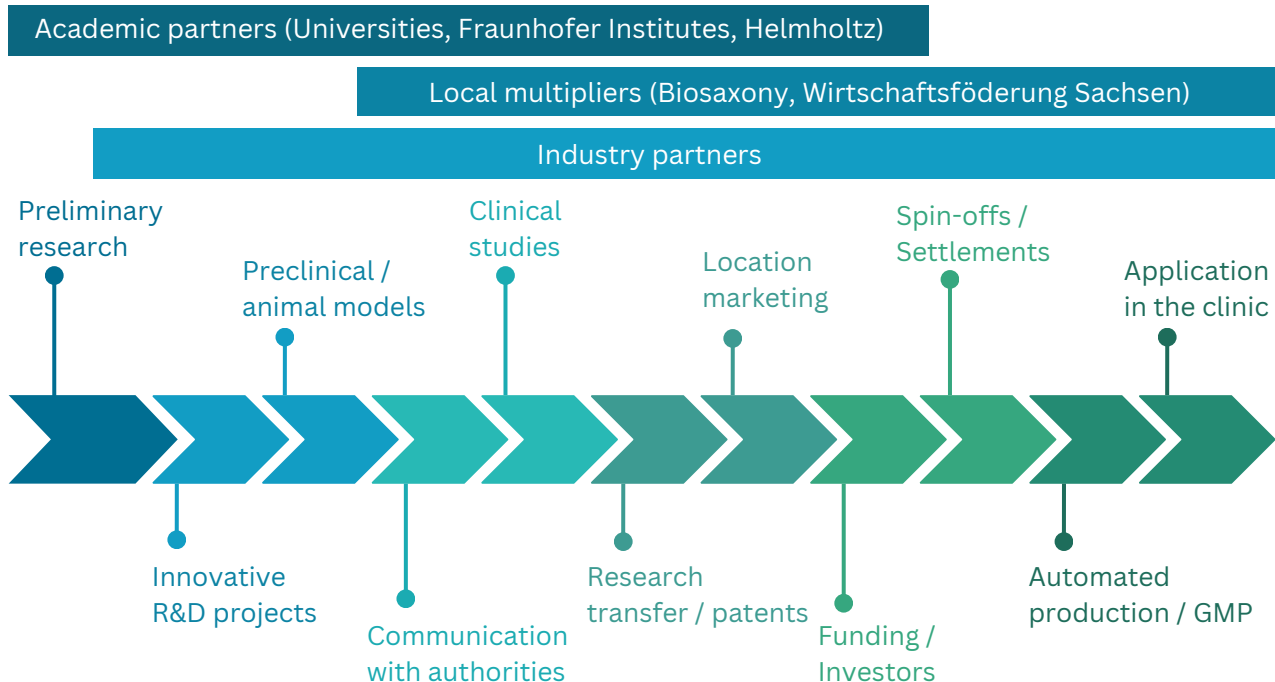 Academic partners (Universities, Fraunhofer Institutes, Helmholtz)
Local multipliers (Biosaxony, Wirtschaftsföderung Sachsen)
Industry partners
Preliminary
research
Preclinical /
animal models
Clinical
studies
Location
marketing
Spin-offs /
Settlements
Application
in the clinic
Innovative
R&D projects
Communication
with authorities
Research
transfer / patents
Funding /
Investors
Automated
production / GMP